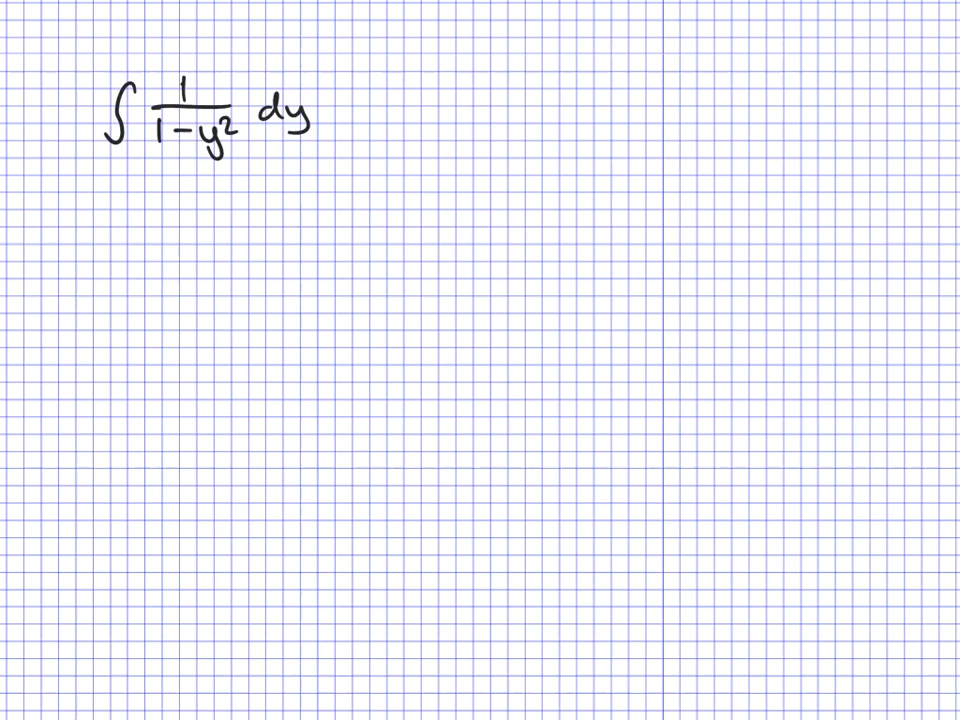 ∫ 1/(1-y²) dy